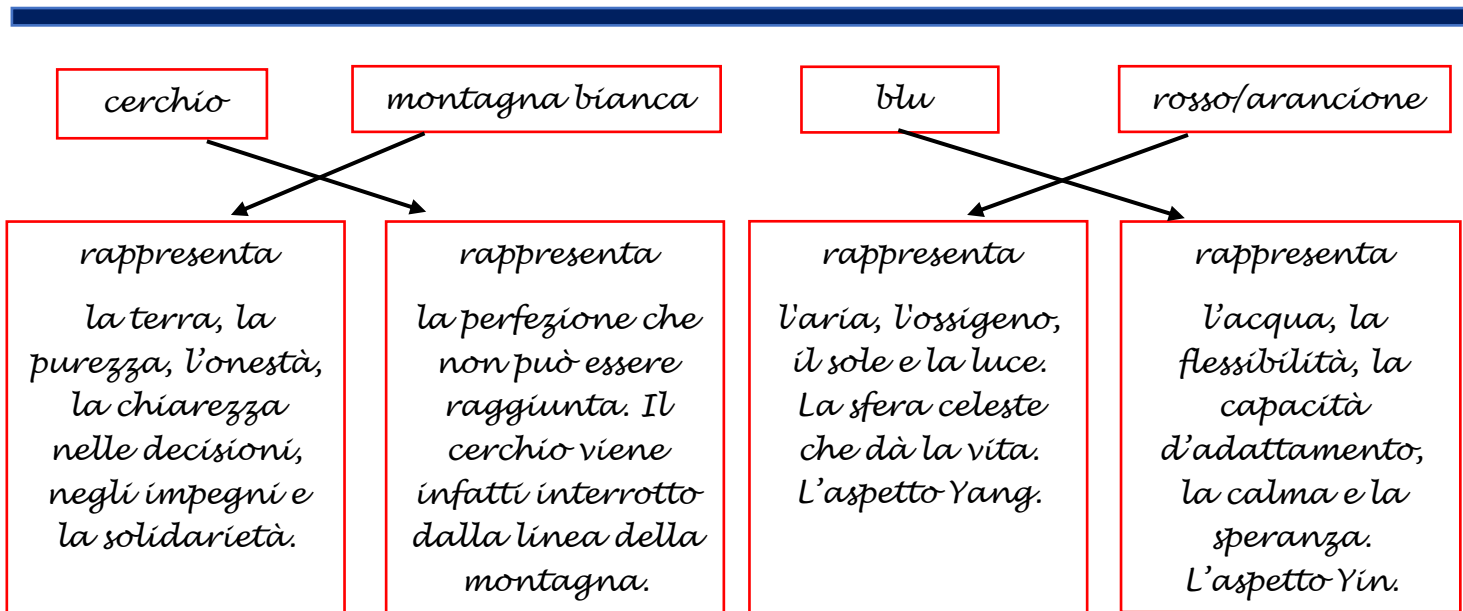 cerchio
montagna bianca
blu
rosso/arancione
rappresenta
la terra, la
purezza, l'onestà,
la chiarezza
nelle decisioni,
negli impegni e
la solidarietà.
rappresenta
la perfezione che
non può essere
raggiunta. Il
cerchio viene
infatti interrotto
dalla linea della
montagna.
rappresenta
l'aria, l'ossigeno,
il sole e la luce.
La sfera celeste
che dà la vita.
L'aspetto Yang.
rappresenta
l'acqua, la
flessibilità, la
capacità
d'adattamento,
la calma e la
speranza.
L'aspetto Yin.